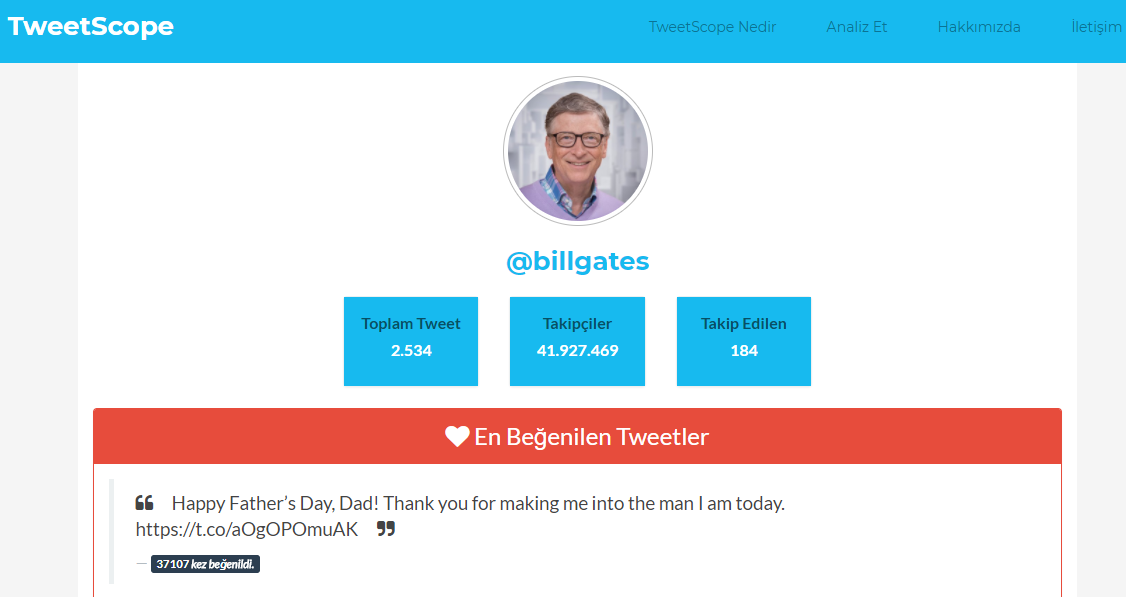 TweetScope
TweetScope Nedir Analiz Et Hakkımızda İletişim
@billgates
Toplam Tweet Takipçiler Takip Edilen
2.534 41.927.469 184
En Beğenilen Tweetler
Happy Father’s Day, Dad! Thank you for making me into the man I am today.
https://t.co/aOgOPOmuAK
— 37107 kez beğenildi.